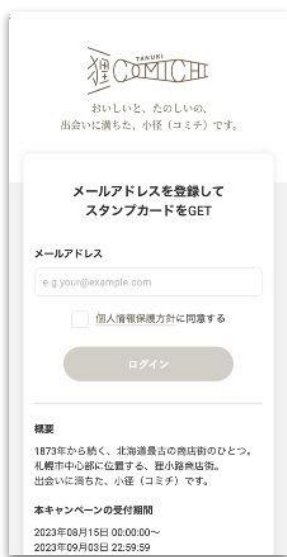 狸 COMICHI
TANUKI
おいしいと、たのしいの、
出会いに満ちた、小径（コミチ）です。
メールアドレスを登録して
スタンプカードをGET
メールアドレス
e.g.your@example.com
個人情報保護方針に同意する
ログイン
概要
1873年から続く、北海道最古の商店街のひとつ。
札幌市中心部に位置する、狸小路商店街。
出会いに満ちた、小径（コミチ）です。
本キャンペーンの受付期間
2023年08月15日 00:00:00～
2023年09月03日 22:59:59